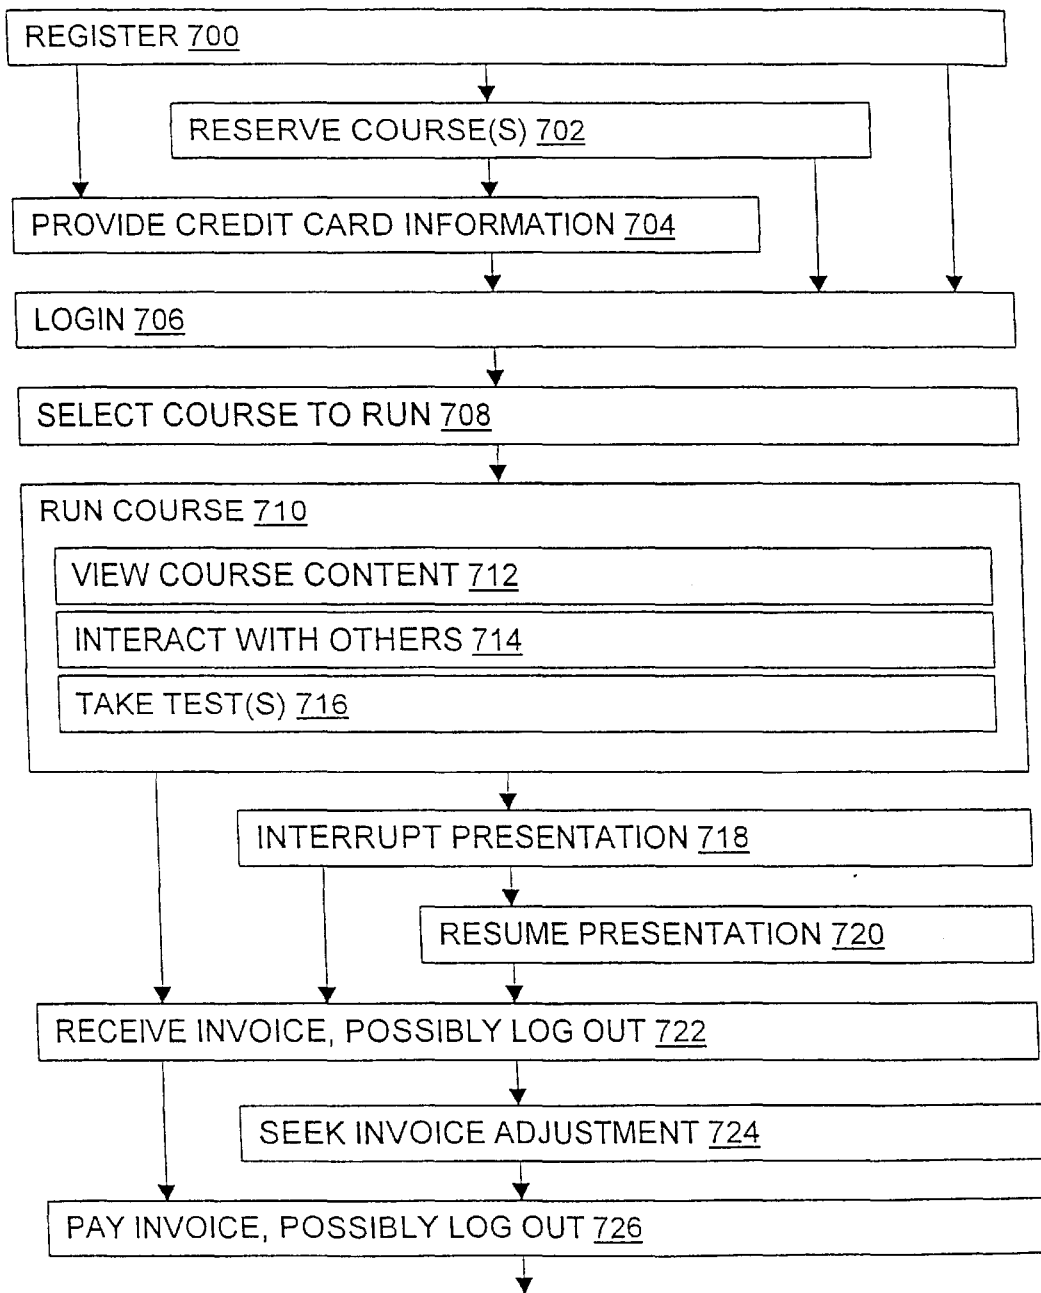 REGISTER 700
RESERVE COURSE(S) 702
PROVIDE CREDIT CARD INFORMATION 704
LOGIN 706
SELECT COURSE TO RUN 708
RUN COURSE 710
VIEW COURSE CONTENT 712
INTERACT WITH OTHERS 714
TAKE TEST(S) 716
INTERRUPT PRESENTATION 718
RESUME PRESENTATION 720
RECEIVE INVOICE, POSSIBLY LOG OUT 722
SEEK INVOICE ADJUSTMENT 724
PAY INVOICE, POSSIBLY LOG OUT 726